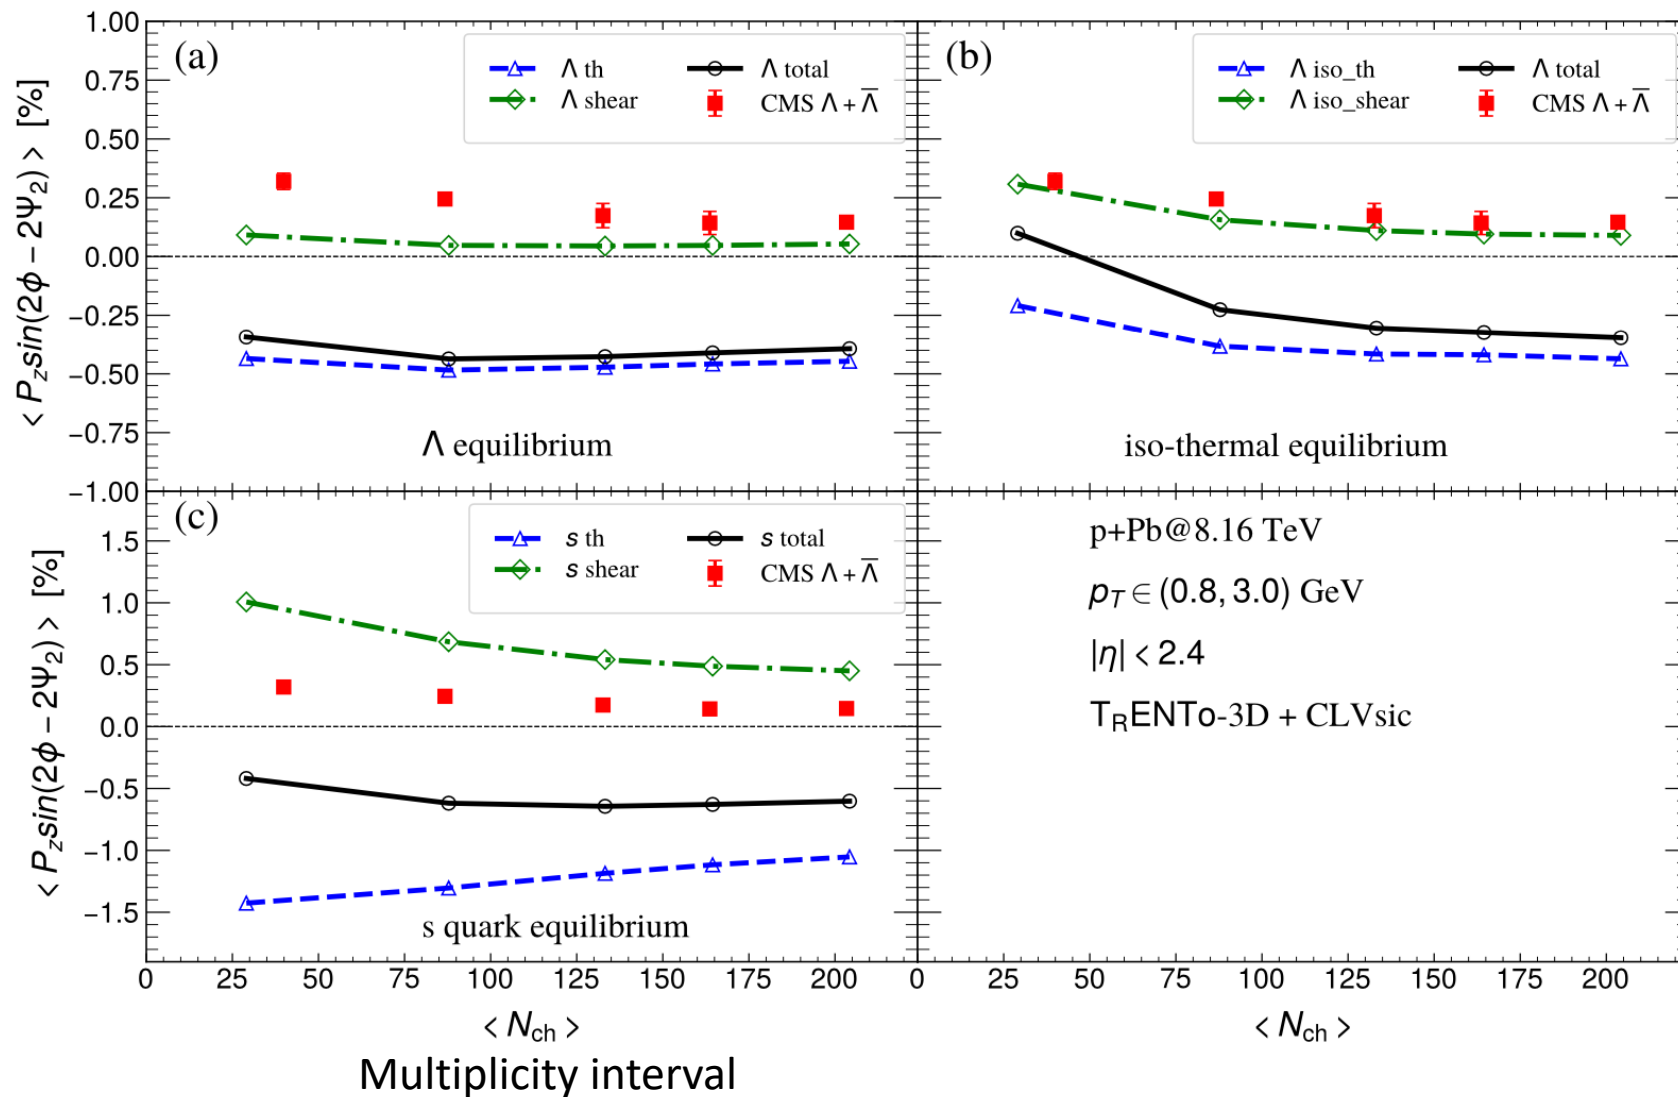 (a)
Λ th
Λ total
Λ shear
CMS Λ + Λ̅
Λ equilibrium
< P_z sin(2ϕ − 2Ψ_2) > [%]
1.00
0.75
0.50
0.25
0.00
−0.25
−0.50
−0.75
−1.00
(b)
Λ iso_th
Λ total
Λ iso_shear
CMS Λ + Λ̅
iso-thermal equilibrium
(c)
s th
s total
s shear
CMS Λ + Λ̅
s quark equilibrium
< P_z sin(2ϕ − 2Ψ_2) > [%]
1.5
1.0
0.5
0.0
−0.5
−1.0
−1.5
p+Pb@8.16 TeV
p_T ∈ (0.8, 3.0) GeV
|η| < 2.4
T_RENTo-3D + CLVsic
0 25 50 75 100 125 150 175 200
0 25 50 75 100 125 150 175 200
< N_ch >
< N_ch >
Multiplicity interval